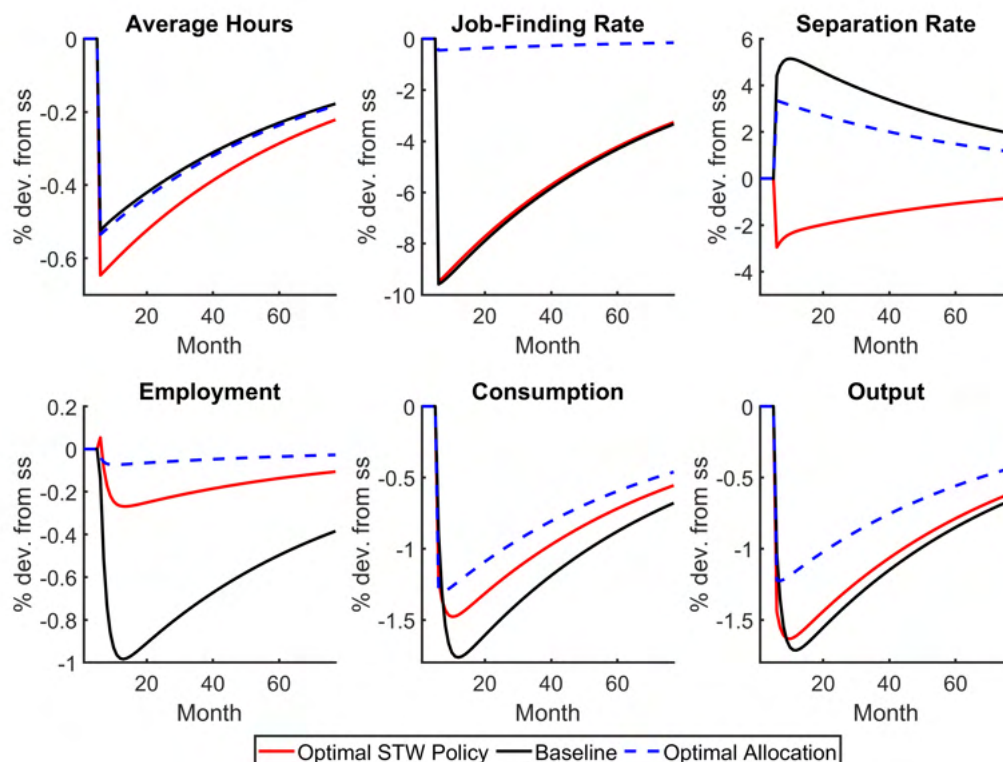 Average Hours
Job-Finding Rate
Separation Rate
% dev. from ss
0
-0.2
-0.4
-0.6
20
40
60
Month
% dev. from ss
0
-2
-4
-6
-8
-10
20
40
60
Month
% dev. from ss
6
4
2
0
-2
-4
20
40
60
Month
Employment
Consumption
Output
% dev. from ss
0.2
0
-0.2
-0.4
-0.6
-0.8
-1
20
40
60
Month
% dev. from ss
0
-0.5
-1
-1.5
20
40
60
Month
% dev. from ss
0
-0.5
-1
-1.5
20
40
60
Month
Optimal STW Policy
Baseline
Optimal Allocation